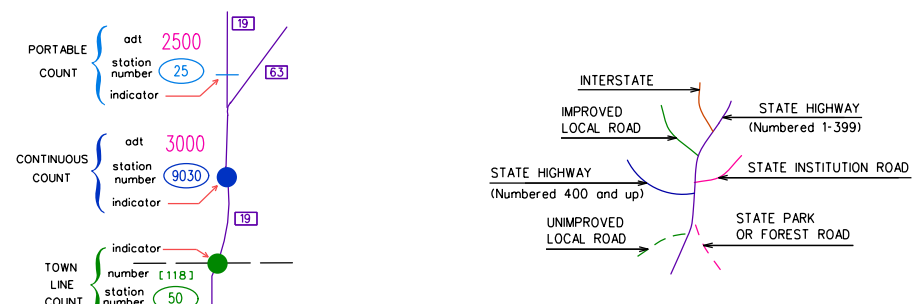 19
PORTABLE
COUNT
adt
2500
station
number
25
indicator
63
CONTINUOUS
COUNT
adt
3000
station
number
9030
indicator
19
TOWN
LINE
COUNT
indicator
number
[118]
station
number
50
INTERSTATE
IMPROVED
LOCAL ROAD
STATE HIGHWAY
(Numbered 1-399)
STATE HIGHWAY
(Numbered 400 and up)
STATE INSTITUTION ROAD
UNIMPROVED
LOCAL ROAD
STATE PARK
OR FOREST ROAD